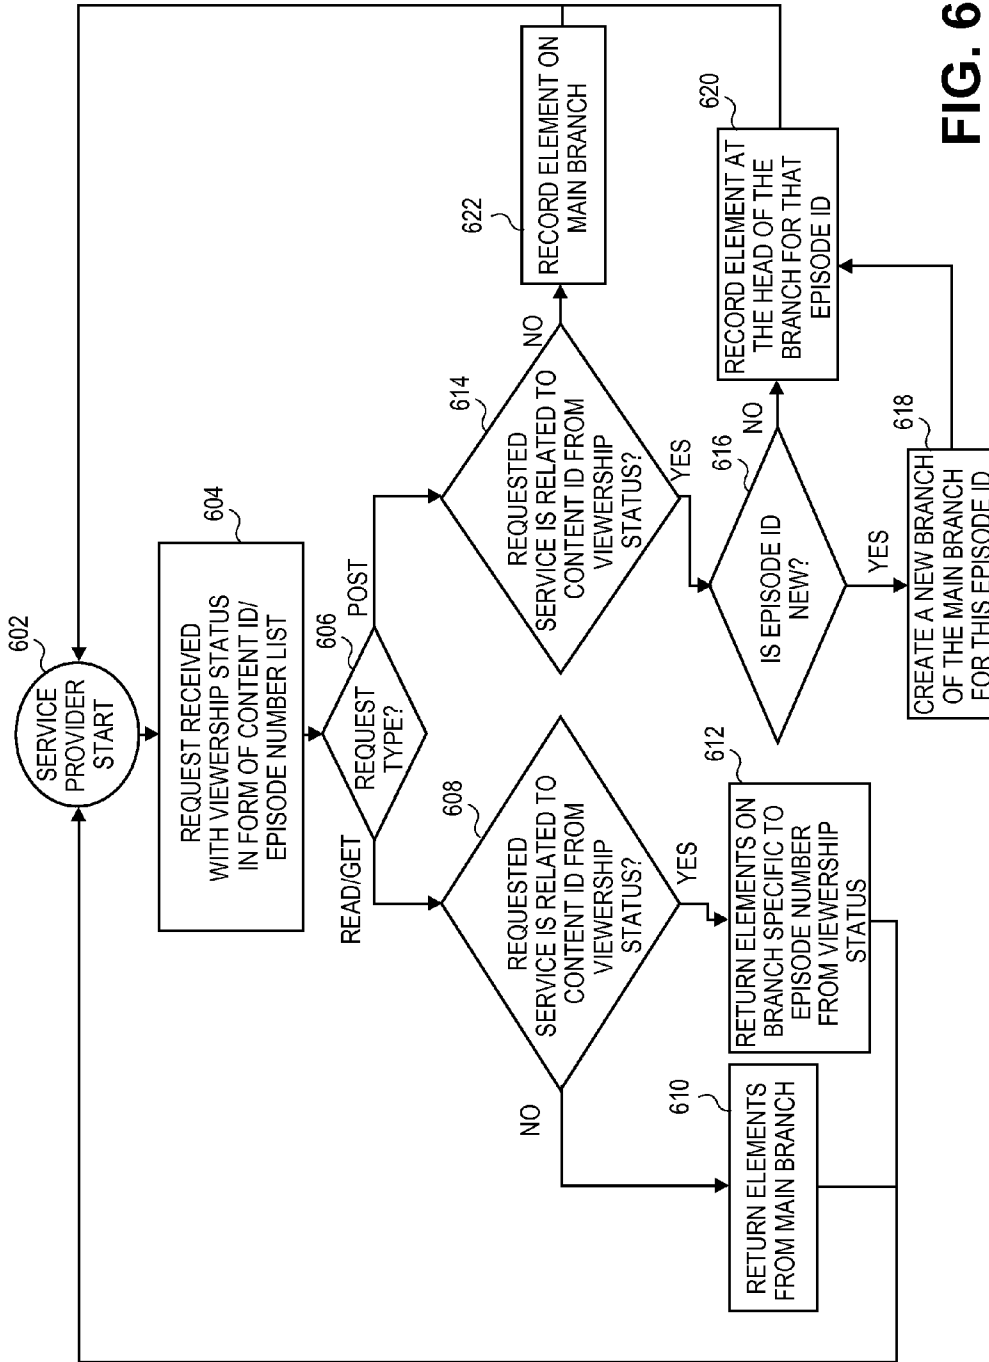 602
SERVICE
PROVIDER
START
604
REQUEST RECEIVED
WITH VIEWERSHIP STATUS
IN FORM OF CONTENT ID/
EPISODE NUMBER LIST
606
REQUEST
TYPE?
READ/GET
POST
608
REQUESTED
SERVICE IS RELATED TO
CONTENT ID FROM
VIEWERSHIP
STATUS?
NO
YES
610
RETURN ELEMENTS
FROM MAIN BRANCH
612
RETURN ELEMENTS ON
BRANCH SPECIFIC TO
EPISODE NUMBER
FROM VIEWERSHIP
STATUS
614
REQUESTED
SERVICE IS RELATED TO
CONTENT ID FROM
VIEWERSHIP
STATUS?
NO
YES
622
RECORD ELEMENT ON
MAIN BRANCH
616
IS EPISODE ID
NEW?
NO
YES
618
CREATE A NEW BRANCH
OF THE MAIN BRANCH
FOR THIS EPISODE ID
620
RECORD ELEMENT AT
THE HEAD OF THE
BRANCH FOR THAT
EPISODE ID
FIG. 6